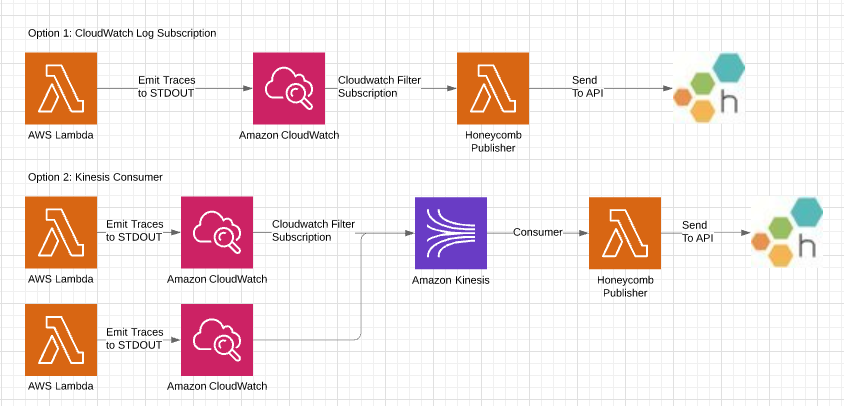 Option 1: CloudWatch Log Subscription
Emit Traces
to STDOUT
Cloudwatch Filter
Subscription
Send
To API
h
AWS Lambda
Amazon CloudWatch
Honeycomb
Publisher
Option 2: Kinesis Consumer
Emit Traces
to STDOUT
Cloudwatch Filter
Subscription
Consumer
Send
To API
h
AWS Lambda
Amazon CloudWatch
Amazon Kinesis
Honeycomb
Publisher
Emit Traces
to STDOUT
AWS Lambda
Amazon CloudWatch